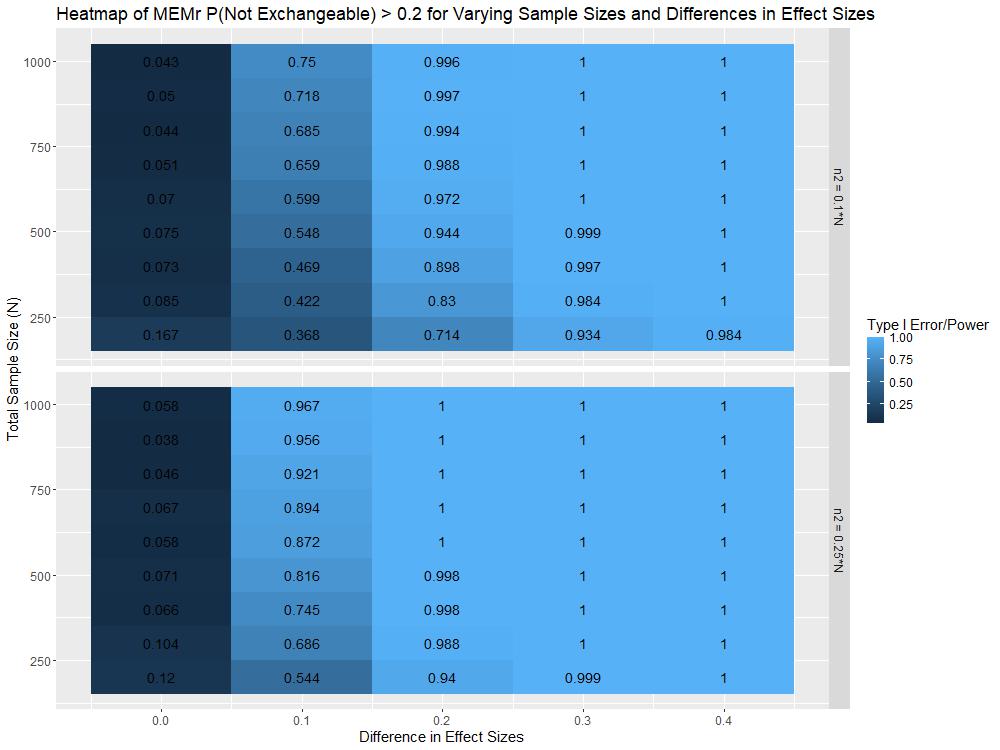 Heatmap of MEMr P(Not Exchangeable) > 0.2 for Varying Sample Sizes and Differences in Effect Sizes
Total Sample Size (N)
1000
750
500
250
0.043 0.75 0.996 1 1
0.05 0.718 0.997 1 1
0.044 0.685 0.994 1 1
0.051 0.659 0.988 1 1
0.07 0.599 0.972 1 1
0.075 0.548 0.944 0.999 1
0.073 0.469 0.898 0.997 1
0.085 0.422 0.83 0.984 1
0.167 0.368 0.714 0.934 0.984
n2 = 0.1*N
1000
750
500
250
0.058 0.967 1 1 1
0.038 0.956 1 1 1
0.046 0.921 1 1 1
0.067 0.894 1 1 1
0.058 0.872 1 1 1
0.071 0.816 0.998 1 1
0.066 0.745 0.998 1 1
0.104 0.686 0.988 1 1
0.12 0.544 0.94 0.999 1
n2 = 0.25*N
0.0 0.1 0.2 0.3 0.4
Difference in Effect Sizes
Type I Error/Power
1.00
0.75
0.50
0.25